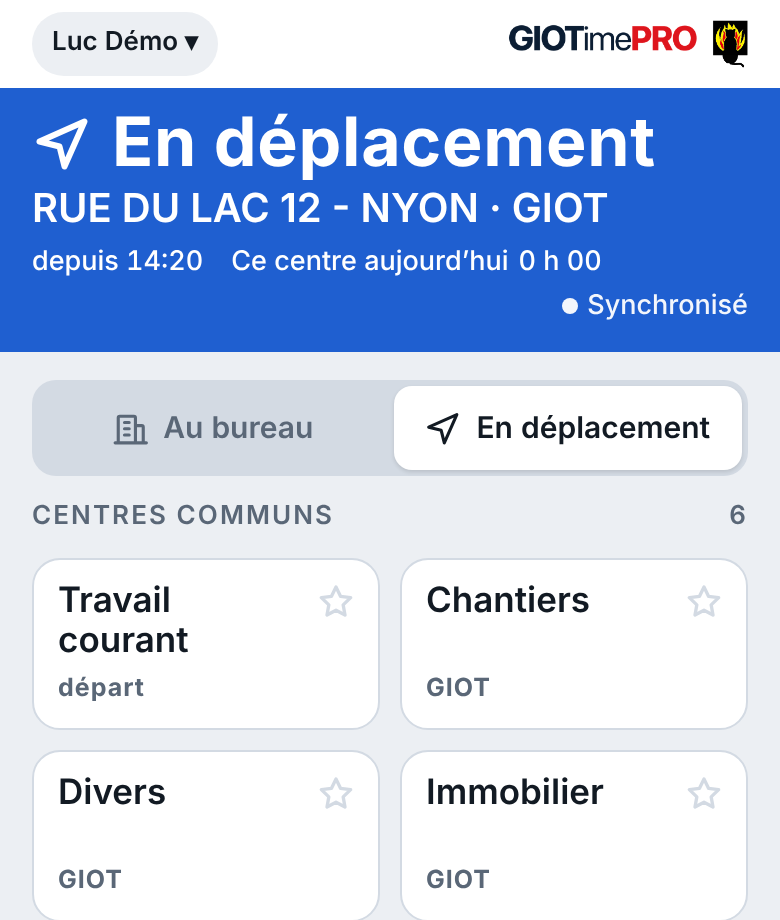 Luc Démo ▾
GIOTimePRO
En déplacement
RUE DU LAC 12 - NYON · GIOT
depuis 14:20 Ce centre aujourd’hui 0 h 00
Synchronisé
Au bureau
En déplacement
CENTRES COMMUNS 6
Travail
courant
départ
Chantiers
GIOT
Divers
GIOT
Immobilier
GIOT